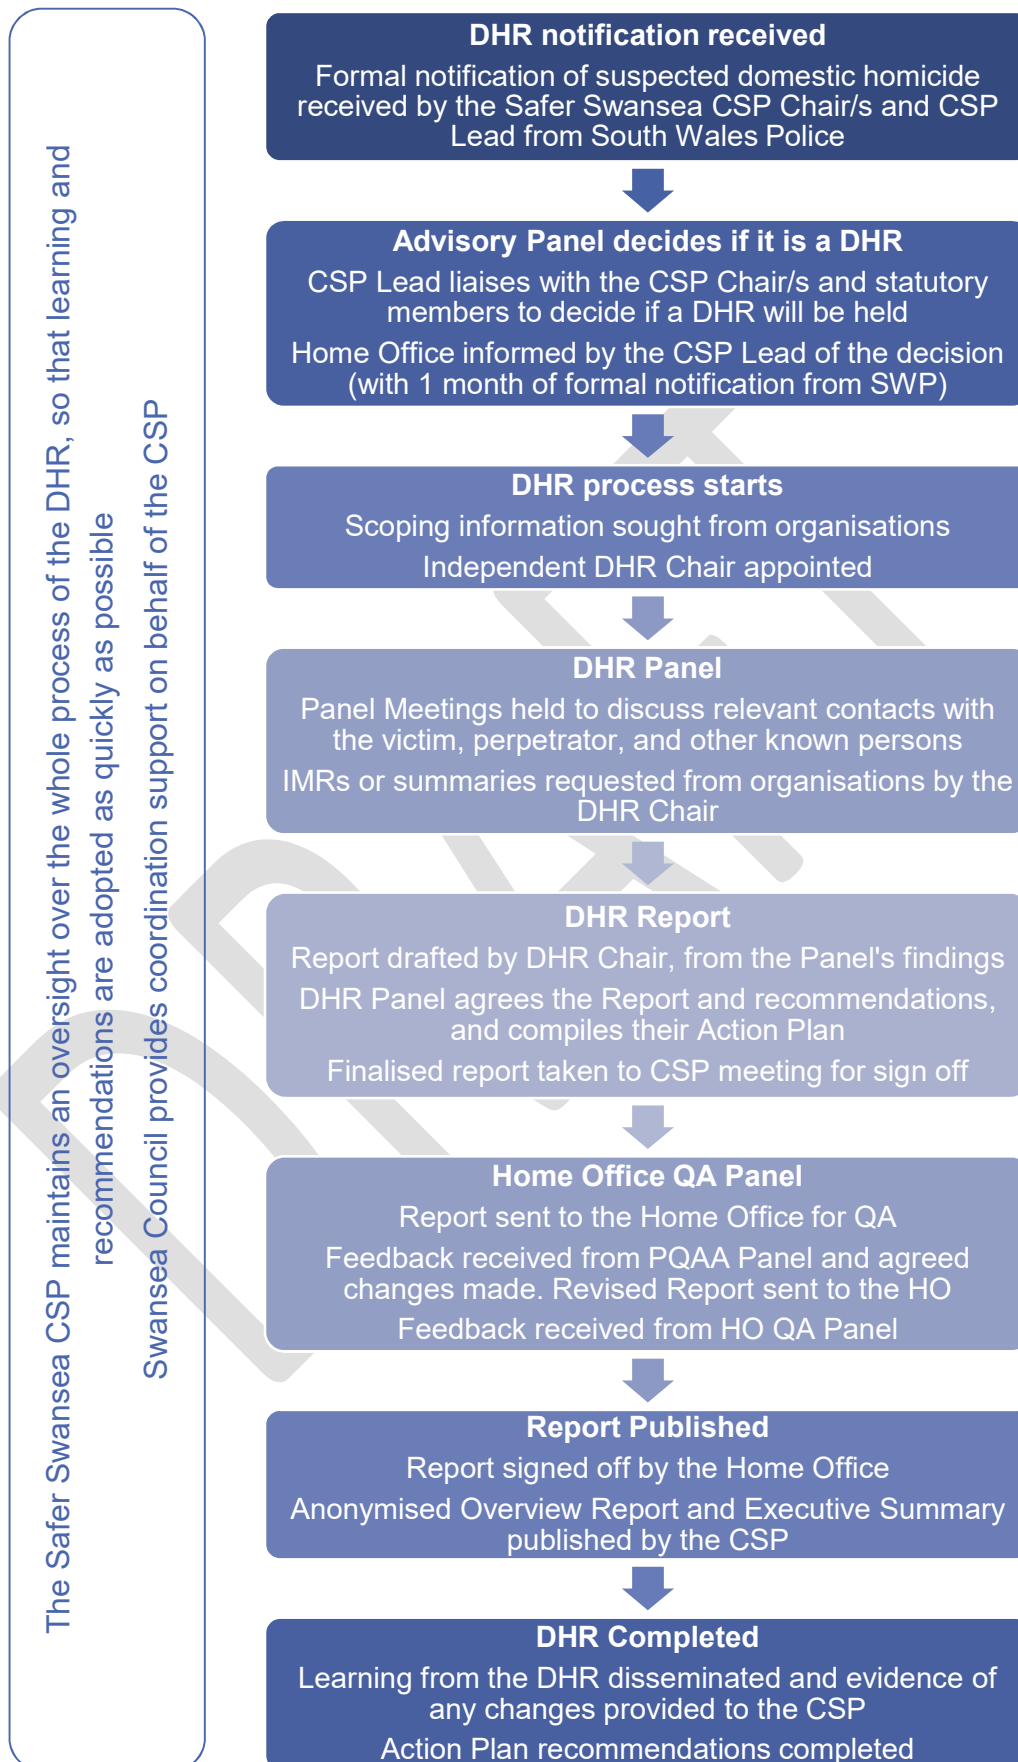 The Safer Swansea CSP maintains an oversight over the whole process of the DHR, so that learning and
recommendations are adopted as quickly as possible
Swansea Council provides coordination support on behalf of the CSP
DHR notification received
Formal notification of suspected domestic homicide
received by the Safer Swansea CSP Chair/s and CSP
Lead from South Wales Police
Advisory Panel decides if it is a DHR
CSP Lead liaises with the CSP Chair/s and statutory
members to decide if a DHR will be held
Home Office informed by the CSP Lead of the decision
(with 1 month of formal notification from SWP)
DHR process starts
Scoping information sought from organisations
Independent DHR Chair appointed
DHR Panel
Panel Meetings held to discuss relevant contacts with
the victim, perpetrator, and other known persons
IMRs or summaries requested from organisations by the
DHR Chair
DHR Report
Report drafted by DHR Chair, from the Panel's findings
DHR Panel agrees the Report and recommendations,
and compiles their Action Plan
Finalised report taken to CSP meeting for sign off
Home Office QA Panel
Report sent to the Home Office for QA
Feedback received from PQAA Panel and agreed
changes made. Revised Report sent to the HO
Feedback received from HO QA Panel
Report Published
Report signed off by the Home Office
Anonymised Overview Report and Executive Summary
published by the CSP
DHR Completed
Learning from the DHR disseminated and evidence of
any changes provided to the CSP
Action Plan recommendations completed
DRAFT